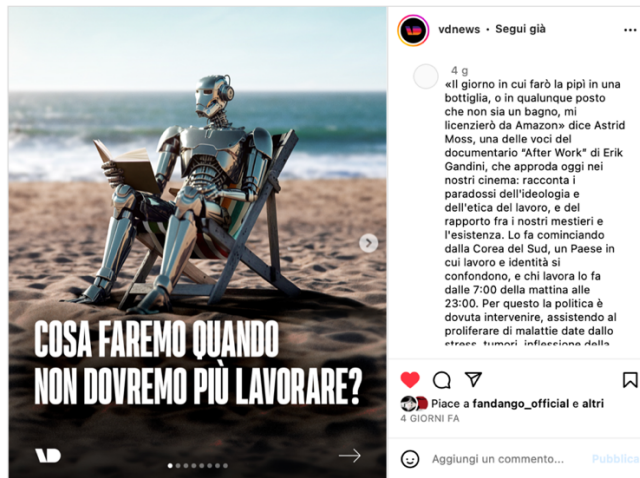 COSA FAREMO QUANDO
NON DOVREMO PIÙ LAVORARE?
VD
vdnews • Segui già
4 g
«Il giorno in cui farò la pipì in una
bottiglia, o in qualunque posto
che non sia un bagno, mi
licenzierò da Amazon» dice Astrid
Moss, una delle voci del
documentario "After Work" di Erik
Gandini, che approda oggi nei
nostri cinema: racconta i
paradossi dell'ideologia e
dell'etica del lavoro, e del
rapporto fra i nostri mestieri e
l'esistenza. Lo fa cominciando
dalla Corea del Sud, un Paese in
cui lavoro e identità si
confondono, e chi lavora lo fa
dalle 7:00 della mattina alle
23:00. Per questo la politica è
dovuta intervenire, assistendo al
proliferare di malattie date dallo
stress, tumori, inflessione della
Piace a fandango_official e altri
4 GIORNI FA
Aggiungi un commento... Pubblica